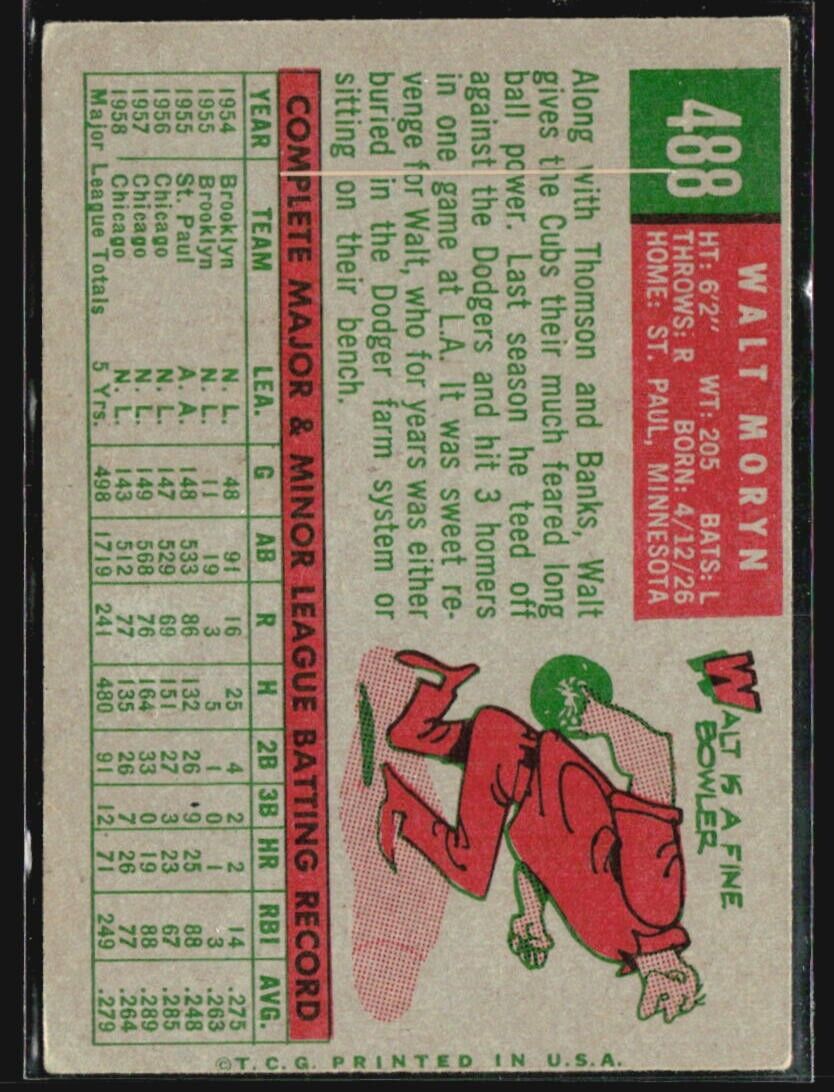 488
WALT MORYN
HT: 6'2" WT: 205 BATS: L
THROWS: R BORN: 4/12/26
HOME: ST. PAUL, MINNESOTA
Along with Thomson and Banks, Walt
gives the Cubs their much feared long
ball power. Last season he teed off
against the Dodgers and hit 3 homers
in one game at L.A. It was sweet re-
venge for Walt, who for years was either
buried in the Dodger farm system or
sitting on their bench.
WALT IS A FINE
BOWLER
COMPLETE MAJOR & MINOR LEAGUE BATTING RECORD
YEAR TEAM LEA. G AB R H 2B 3B HR RBI AVG.
1954 Brooklyn N. L. 48 91 16 25 4 2 2 14 .275
1955 Brooklyn N. L. 11 19 3 5 1 0 1 3 .263
1955 St. Paul A. A. 148 533 86 132 26 9 25 88 .248
1956 Chicago N. L. 147 529 69 151 27 3 23 67 .285
1957 Chicago N. L. 149 568 76 164 33 0 19 88 .289
1958 Chicago N. L. 143 512 77 135 26 7 26 77 .264
Major League Totals 5 Yrs. 498 1719 241 480 91 12 71 249 .279
©T.C.G. PRINTED IN U.S.A.